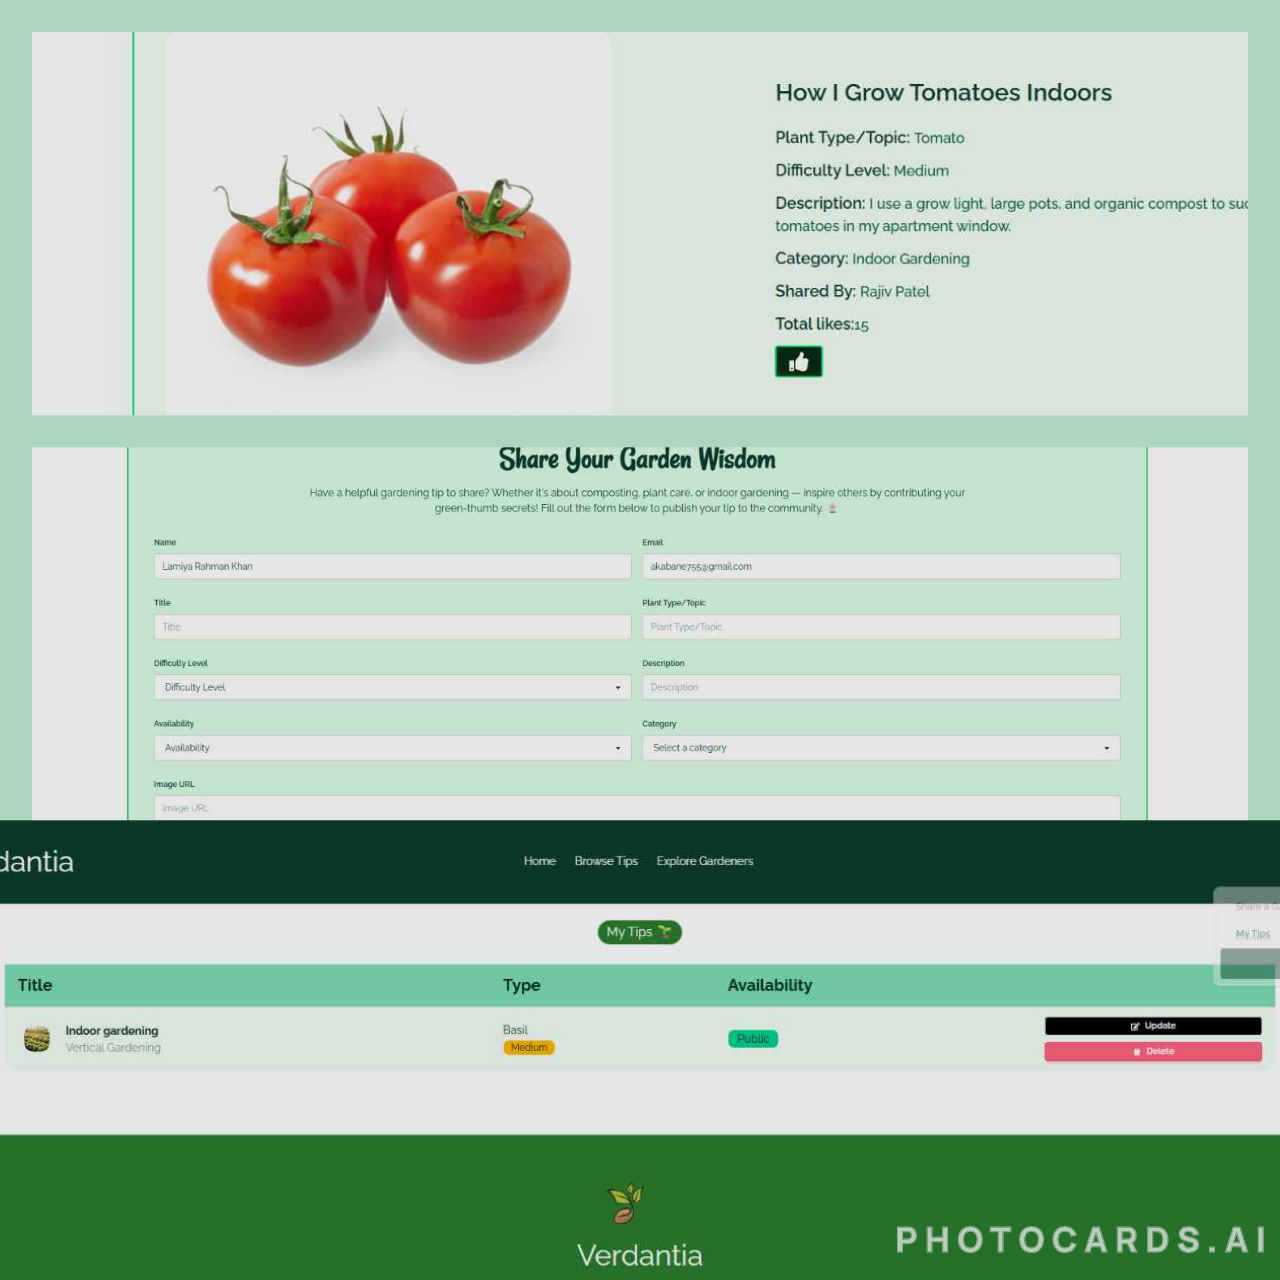 How I Grow Tomatoes Indoors
Plant Type/Topic: Tomato
Difficulty Level: Medium
Description: I use a grow light, large pots, and organic compost to
tomatoes in my apartment window.
Category: Indoor Gardening
Shared By: Rajiv Patel
Total likes:15
Share Your Garden Wisdom
Have a helpful gardening tip to share? Whether it's about composting, plant care, or indoor gardening — inspire others by contributing your
green-thumb secrets! Fill out the form below to publish your tip to the community.
Name
Email
Lamiya Rahman Khan
akabane755@gmail.com
Title
Plant Type/Topic
Title
Plant Type/Topic
Difficulty Level
Description
Difficulty Level
Description
Availability
Category
Availability
Select a category
Image URL
Image URL
dantia
Home Browse Tips Explore Gardeners
Share a
My Tips
My Tips
Title Type Availability
Indoor gardening
Vertical Gardening
Basil
Medium
Public
Update
Delete
Verdantia
PHOTOCARDS.AI